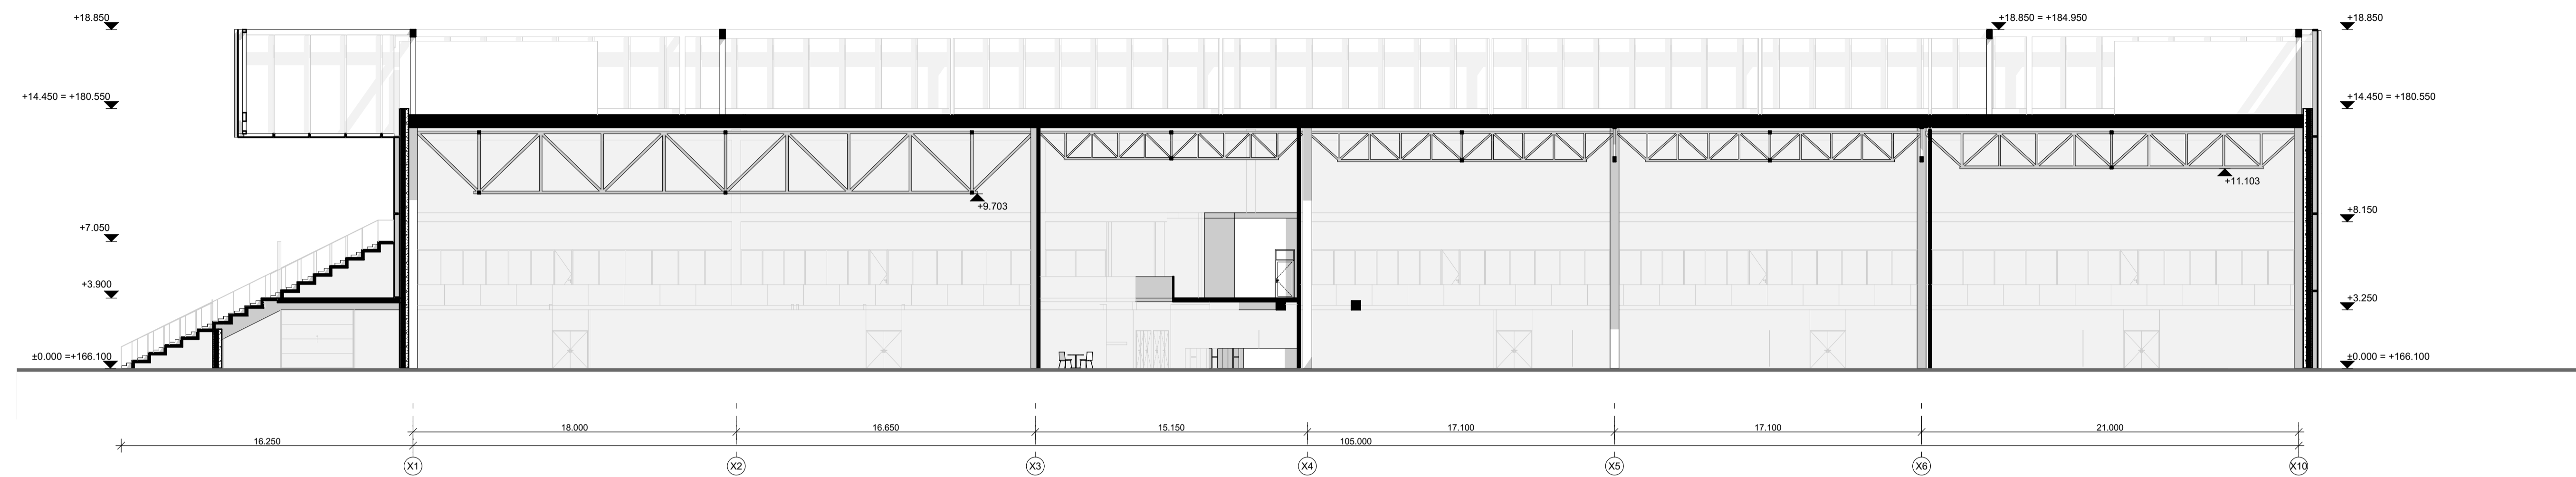 +18.850
+18.850 = +184.950
+18.850
+14.450 = +180.550
+14.450 = +180.550
+11.103
+9.703
+8.150
+7.050
+3.900
+3.250
±0.000 =+166.100
±0.000 = +166.100
18.000
16.650
15.150
17.100
17.100
21.000
16.250
105.000
X1
X2
X3
X4
X5
X6
X10